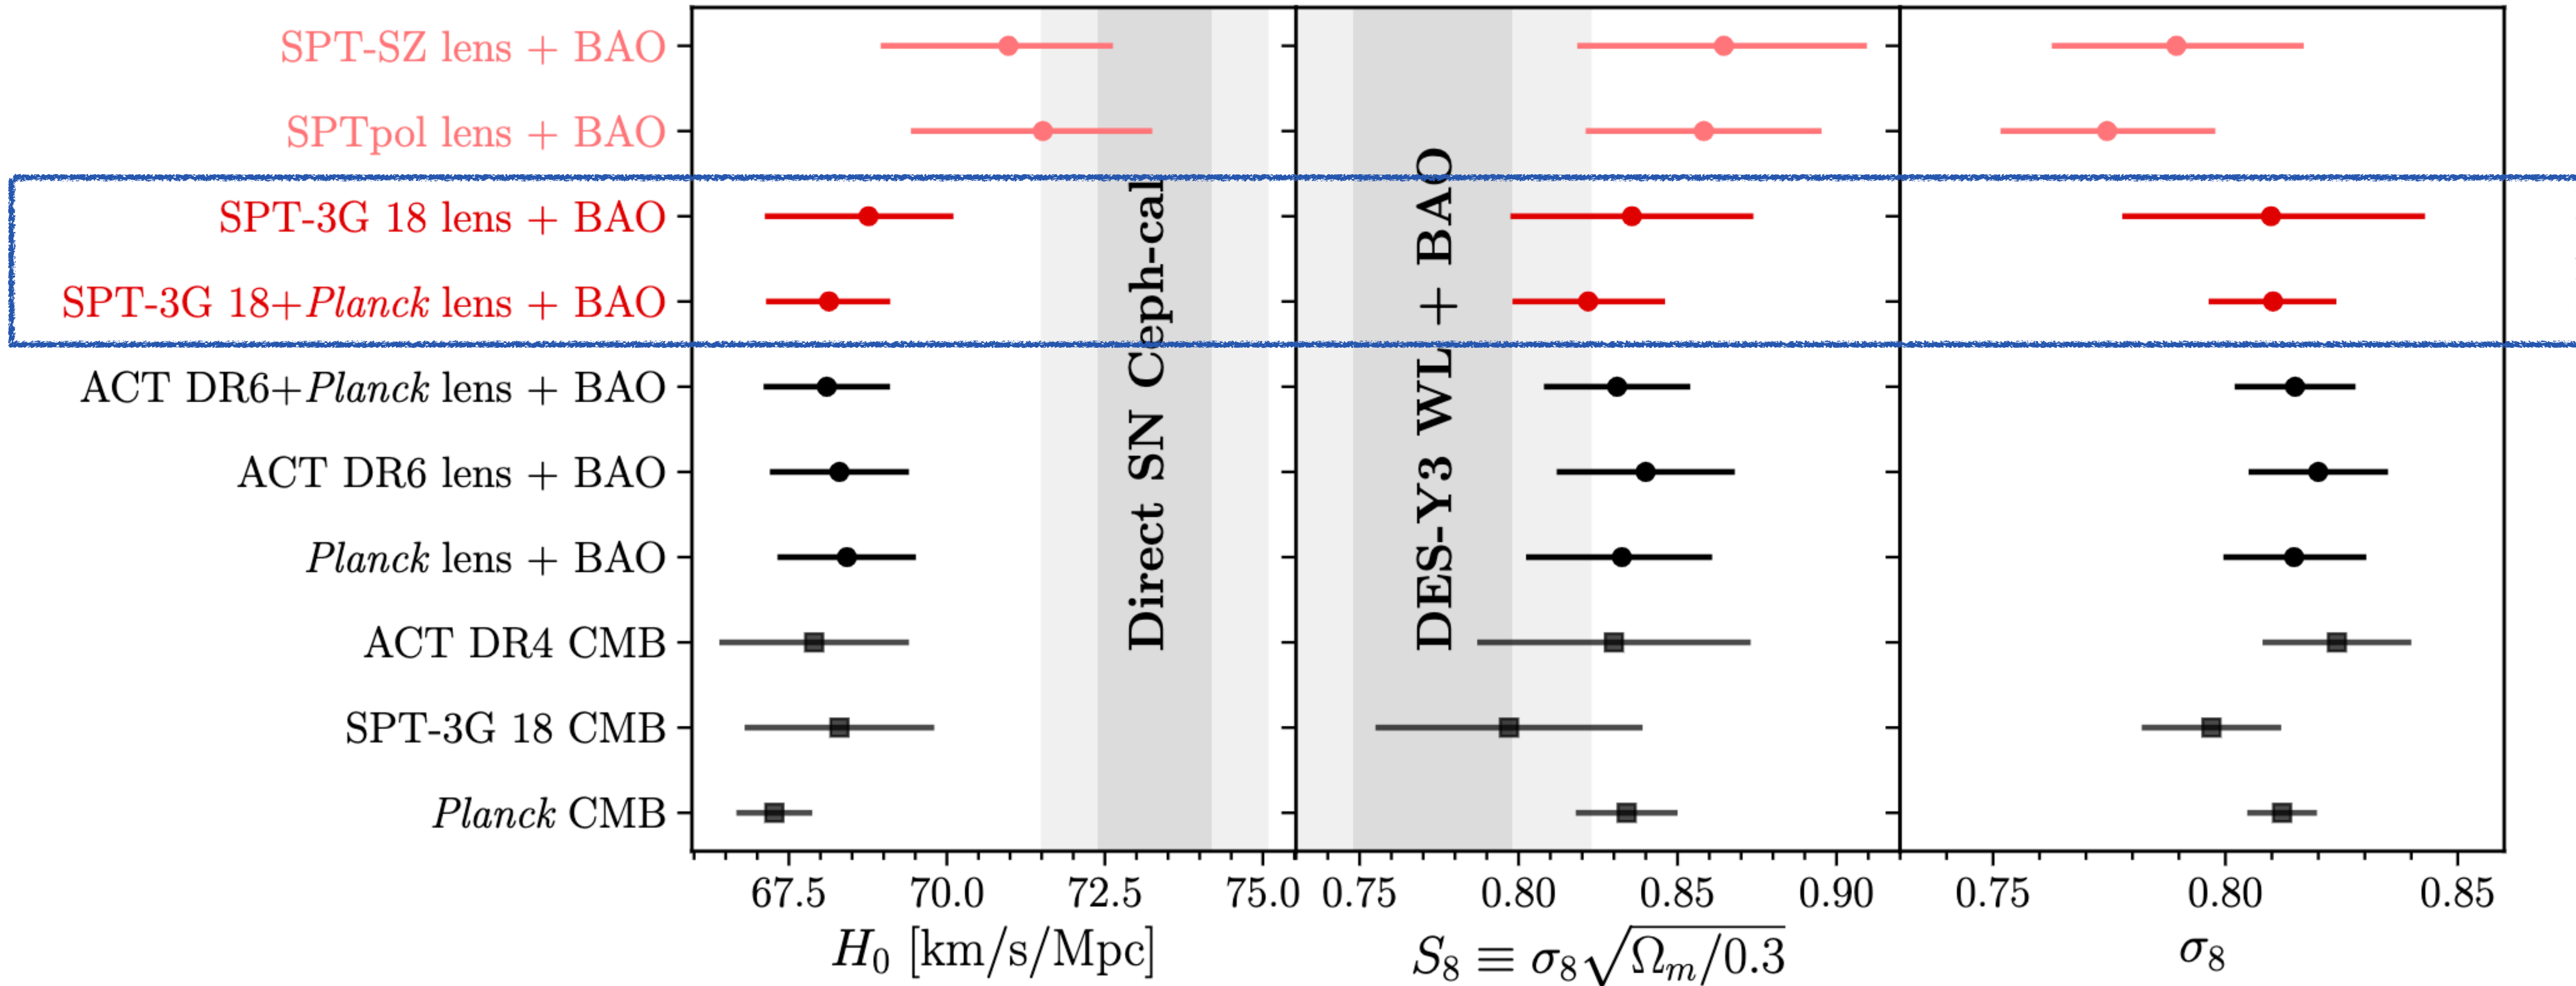 SPT-SZ lens + BAO
SPTpol lens + BAO
SPT-3G 18 lens + BAO
SPT-3G 18+Planck lens + BAO
ACT DR6+Planck lens + BAO
ACT DR6 lens + BAO
Planck lens + BAO
ACT DR4 CMB
SPT-3G 18 CMB
Planck CMB
Direct SN Ceph-cal
DES-Y3 WL + BAO
67.5 70.0 72.5 75.0 0.75 0.80 0.85 0.90 0.75 0.80 0.85
H₀ [km/s/Mpc]
S₈ ≡ σ₈√Ωₘ/0.3
σ₈